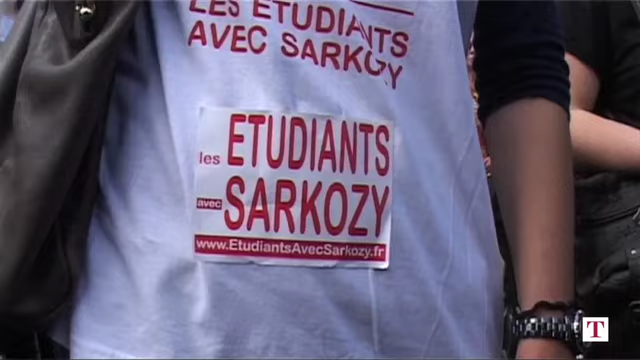 LES ETUDIANTS
AVEC SARKOZY
les ETUDIANTS
avec SARKOZY
www.EtudiantsAvecSarkozy.fr
T